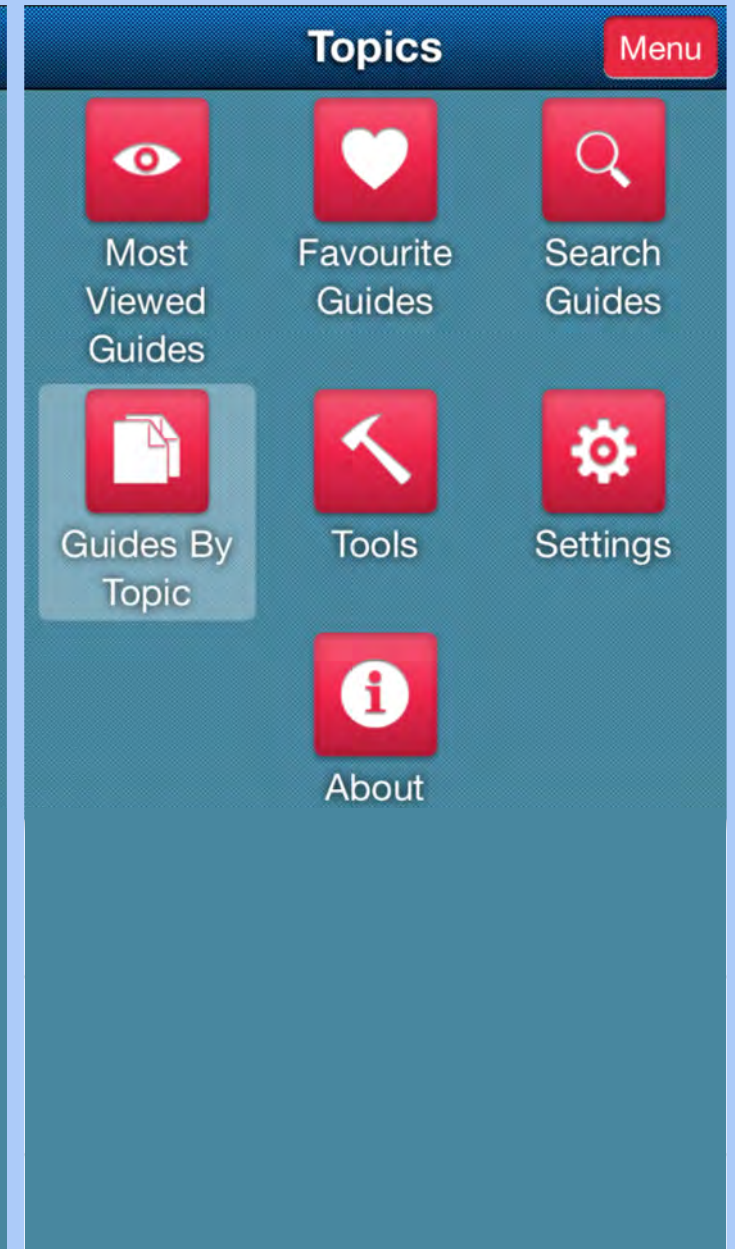 Topics
Menu
Most
Viewed
Guides
Favourite
Guides
Search
Guides
Guides By
Topic
Tools
Settings
About